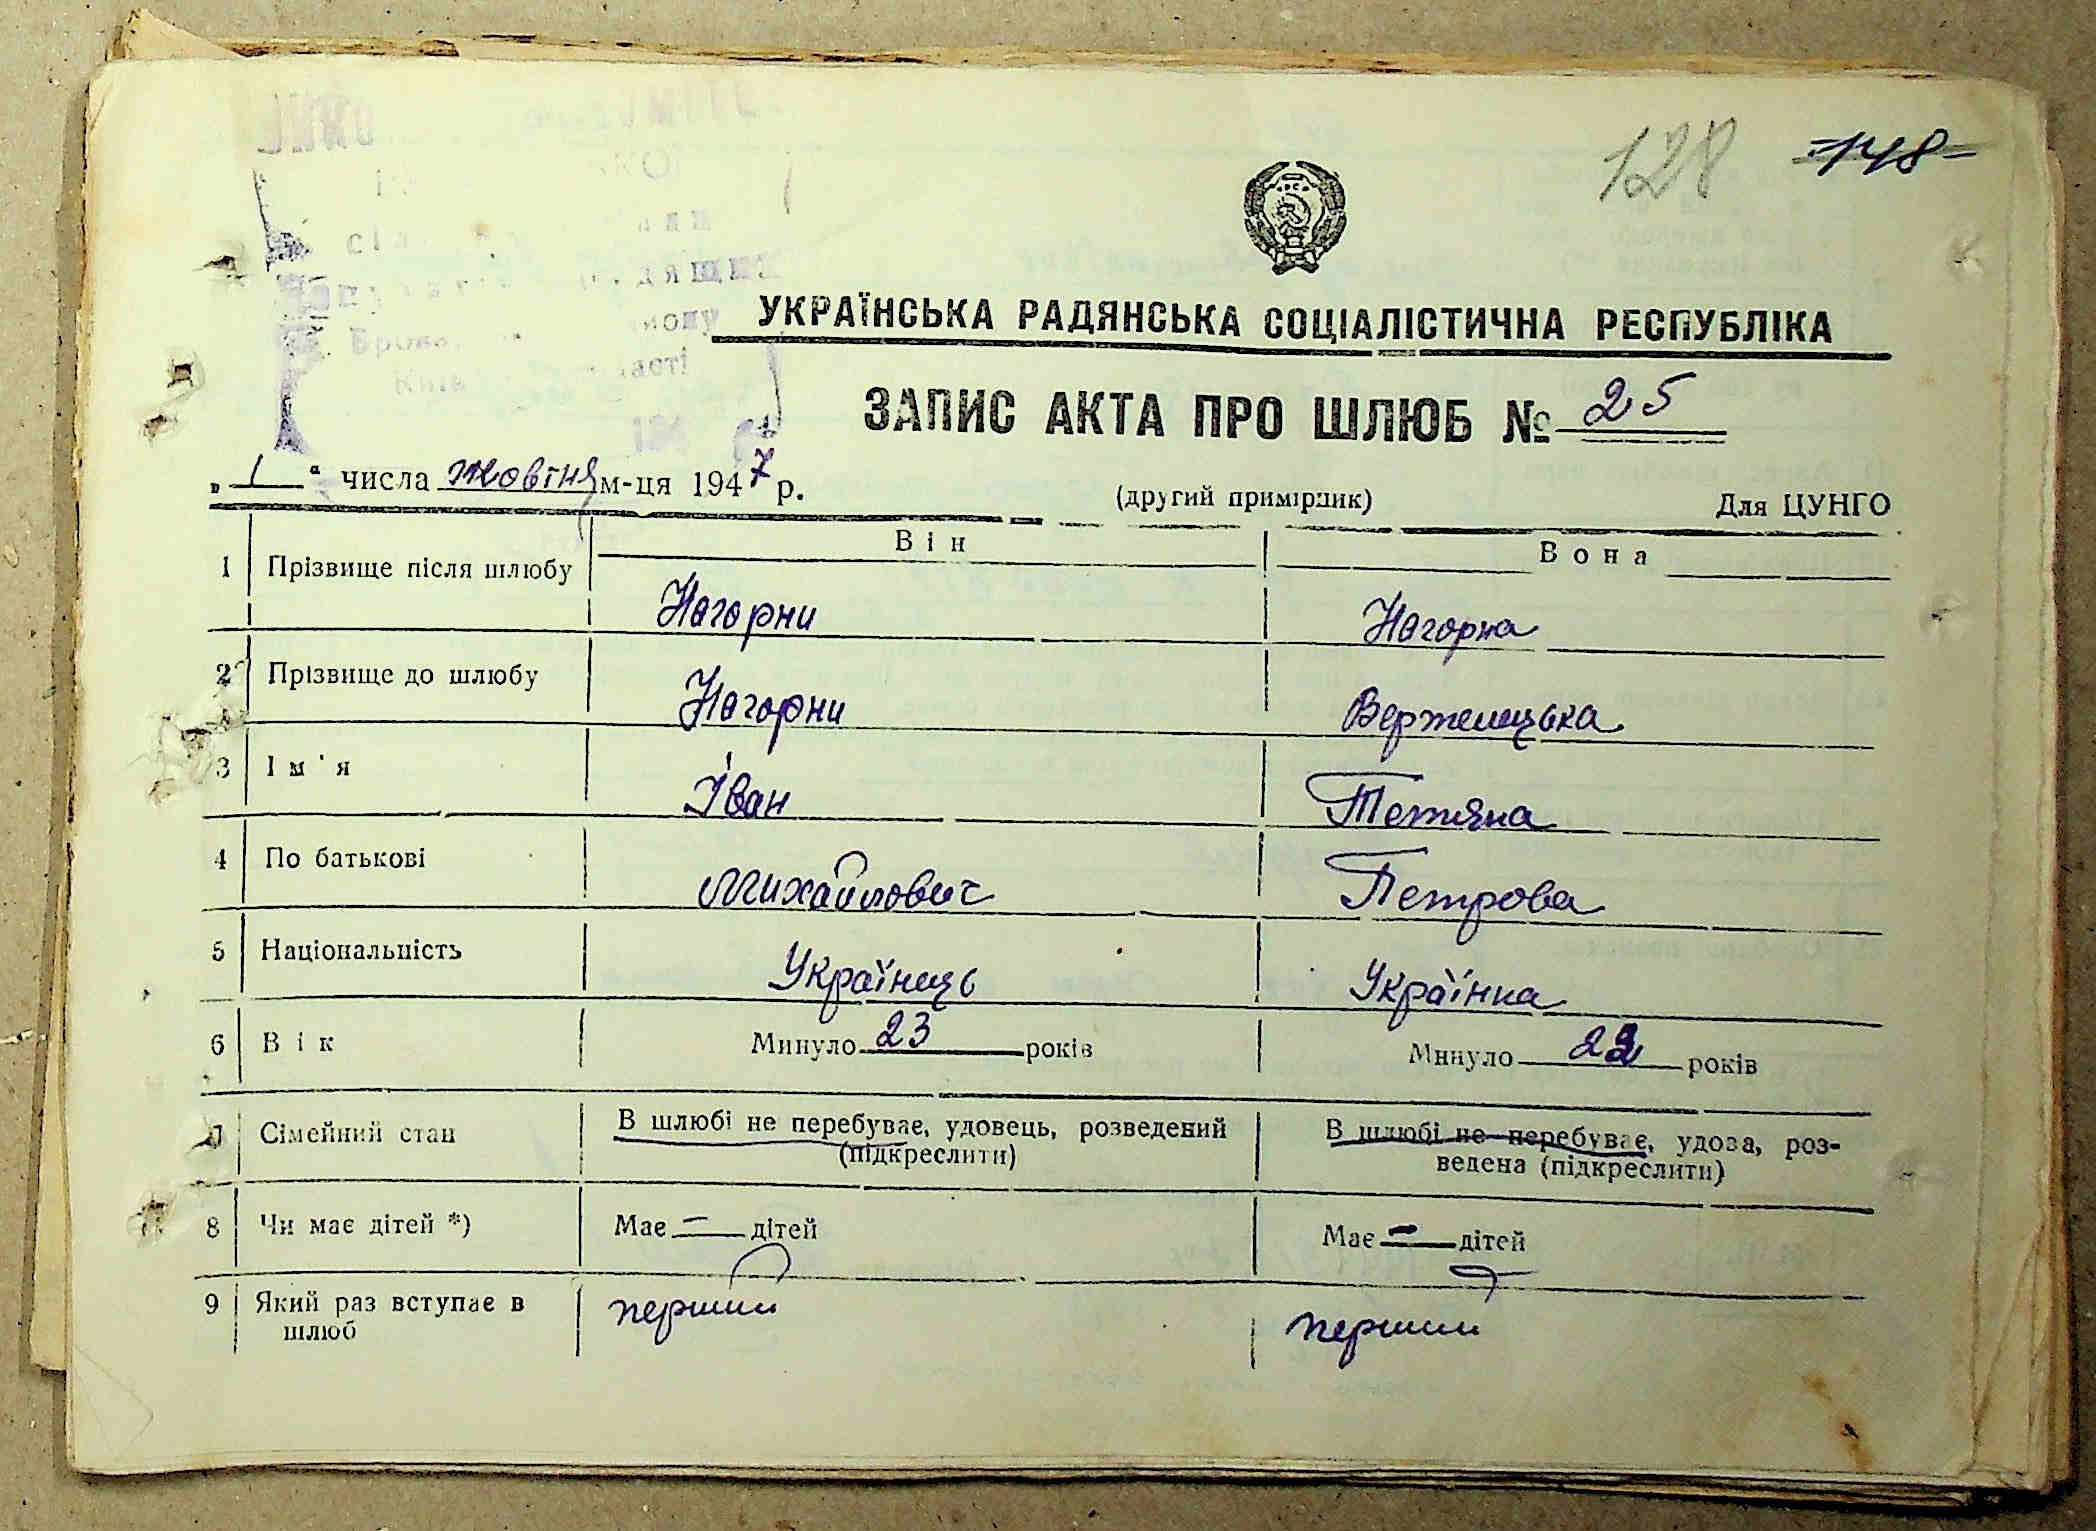 128 148
УКРАЇНСЬКА РАДЯНСЬКА СОЦІАЛІСТИЧНА РЕСПУБЛІКА
ЗАПИС АКТА ПРО ШЛЮБ № 25
„ 1 “ числа жовтня м-ця 1947 р. (другий примірник) Для ЦУНГО
Він Вона
1 Прізвище після шлюбу Нагорни Нагорна
2 Прізвище до шлюбу Нагорни
3 Ім'я Іван Тетяна
4 По батькові Михайлович Петрова
5 Національність Українець Українка
6 Вік Минуло 23 років Минуло років
7 Сімейний стан В шлюбі не перебуває, удовець, розведений В шлюбі не перебуває, удова, роз-
(підкреслити) ведена (підкреслити)
8 Чи має дітей *) Має – дітей Має – дітей
9 Який раз вступає в перший перший
шлюб